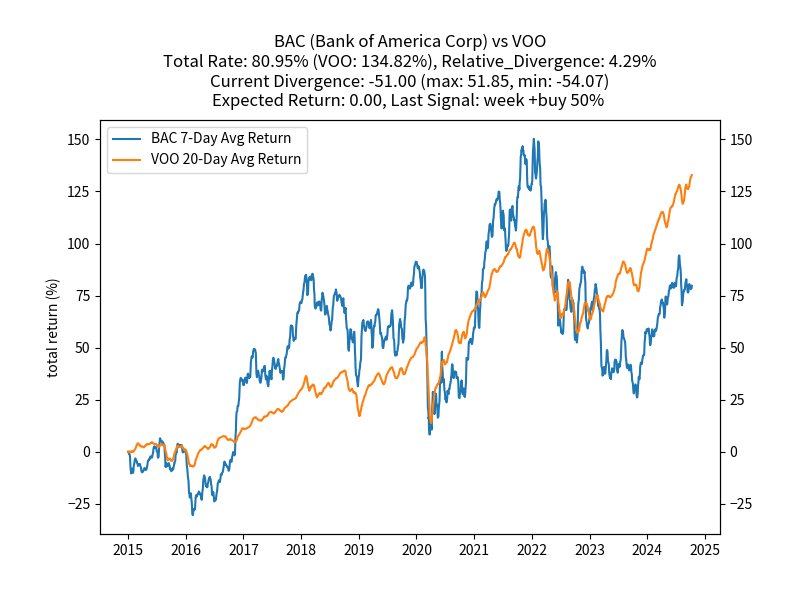 BAC (Bank of America Corp) vs VOO
Total Rate: 80.95% (VOO: 134.82%), Relative_Divergence: 4.29%
Current Divergence: -51.00 (max: 51.85, min: -54.07)
Expected Return: 0.00, Last Signal: week +buy 50%
BAC 7-Day Avg Return
VOO 20-Day Avg Return
total return (%)
150 150
125 125
100 100
75 75
50 50
25 25
0 0
−25 −25
2015 2016 2017 2018 2019 2020 2021 2022 2023 2024 2025